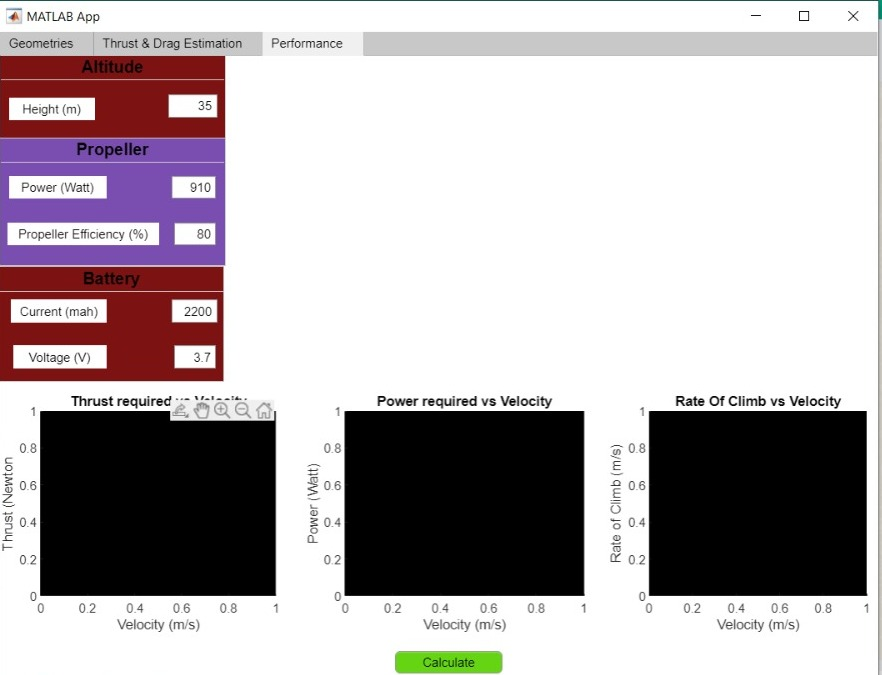 MATLAB App
Geometries Thrust & Drag Estimation Performance
Altitude
Height (m) 35
Propeller
Power (Watt) 910
Propeller Efficiency (%) 80
Battery
Current (mah) 2200
Voltage (V) 3.7
Thrust required vs Velocity
Thrust (Newton
1
0.8
0.6
0.4
0.2
0
0 0.2 0.4 0.6 0.8 1
Velocity (m/s)
Power required vs Velocity
Power (Watt)
1
0.8
0.6
0.4
0.2
0
0 0.2 0.4 0.6 0.8 1
Velocity (m/s)
Rate Of Climb vs Velocity
Rate of Climb (m/s)
1
0.8
0.6
0.4
0.2
0
0 0.2 0.4 0.6 0.8 1
Velocity (m/s)
Calculate